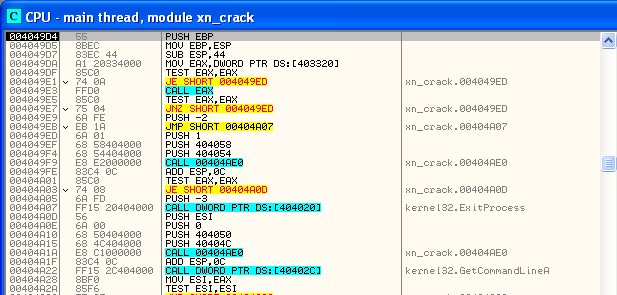 C CPU - main thread, module xn_crack
004049D4 55 PUSH EBP
004049D5 8BEC MOV EBP,ESP
004049D7 83EC 44 SUB ESP,44
004049DA A1 20334000 MOV EAX,DWORD PTR DS:[403320]
004049DF 85C0 TEST EAX,EAX
004049E1 74 0A JE SHORT 004049ED xn_crack.004049ED
004049E3 FFD0 CALL EAX
004049E5 85C0 TEST EAX,EAX
004049E7 75 04 JNZ SHORT 004049ED xn_crack.004049ED
004049E9 6A FE PUSH -2
004049EB EB 1A JMP SHORT 00404A07 xn_crack.00404A07
004049ED 6A 01 PUSH 1
004049EF 68 58404000 PUSH 404058
004049F4 68 54404000 PUSH 404054
004049F9 E8 E2000000 CALL 00404AE0 xn_crack.00404AE0
004049FE 83C4 0C ADD ESP,0C
00404A01 85C0 TEST EAX,EAX
00404A03 74 08 JE SHORT 00404A0D xn_crack.00404A0D
00404A05 6A FD PUSH -3
00404A07 FF15 20404000 CALL DWORD PTR DS:[404020] kernel32.ExitProcess
00404A0D 56 PUSH ESI
00404A0E 6A 00 PUSH 0
00404A10 68 50404000 PUSH 404050
00404A15 68 4C404000 PUSH 40404C
00404A1A E8 C1000000 CALL 00404AE0 xn_crack.00404AE0
00404A1F 83C4 0C ADD ESP,0C
00404A22 FF15 2C404000 CALL DWORD PTR DS:[40402C] kernel32.GetCommandLineA
00404A28 8BF0 MOV ESI,EAX
00404A2A 85F6 TEST ESI,ESI